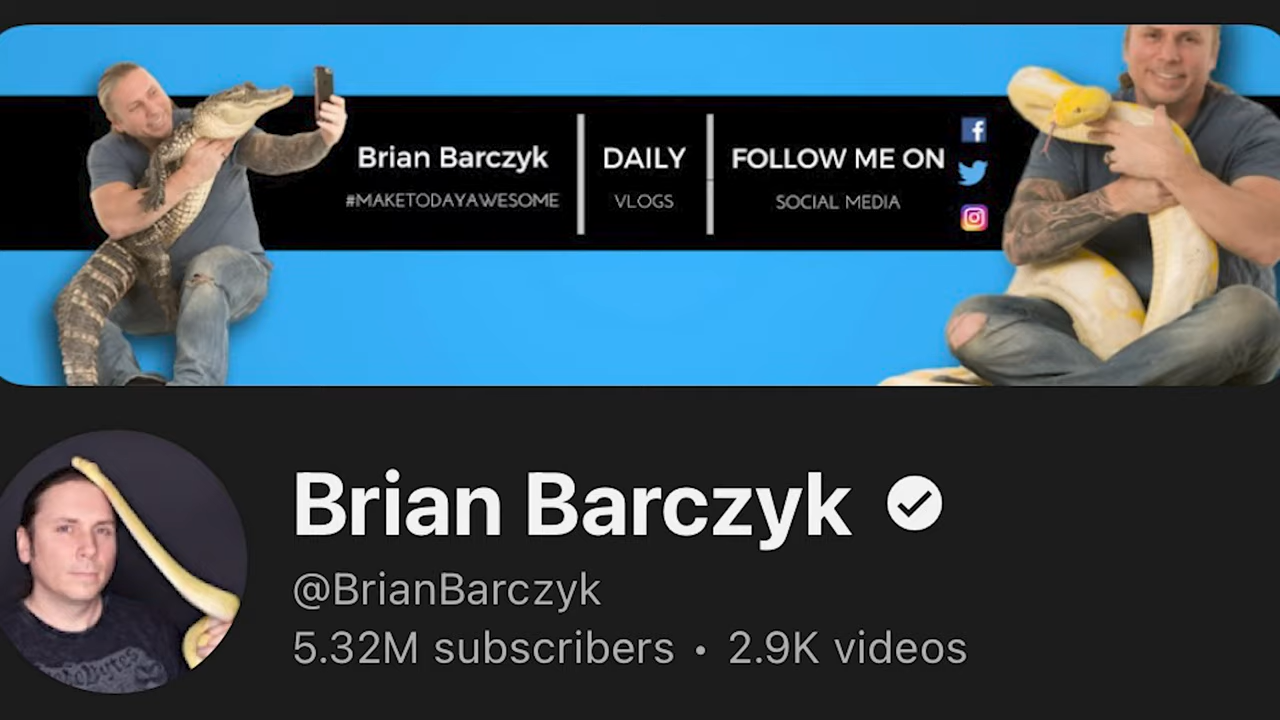 Brian Barczyk
#MAKETODAYAWESOME
DAILY
VLOGS
FOLLOW ME ON
SOCIAL MEDIA
Brian Barczyk
@BrianBarczyk
5.32M subscribers • 2.9K videos